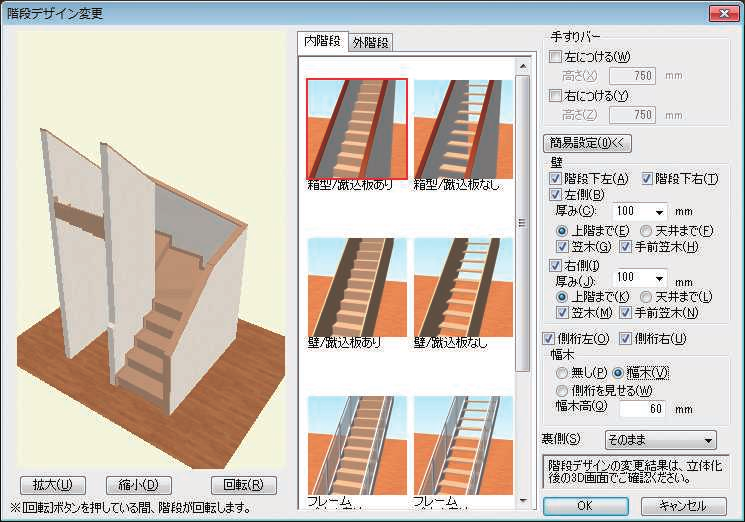 階段デザイン変更
内階段
外階段
箱型/蹴込板あり
箱型/蹴込板なし
壁/蹴込板あり
壁/蹴込板なし
フレーム
フレーム
拡大(U)
縮小(D)
回転(R)
※[回転]ボタンを押している間、階段が回転します。
手すりバー
左につける(W)
高さ(X) 750 mm
右につける(Y)
高さ(Z) 750 mm
簡易設定(0)<<
壁
階段下左(A) 階段下右(T)
左側(B)
厚み(C): 100 mm
上階まで(E) 天井まで(F)
笠木(G) 手前笠木(H)
右側(I)
厚み(J): 100 mm
上階まで(K) 天井まで(L)
笠木(M) 手前笠木(N)
側桁左(O) 側桁右(U)
幅木
無し(P) 幅木(V)
側桁を見せる(W)
幅木高(Q) 60 mm
裏側(S) そのまま
階段デザインの変更結果は、立体化
後の3D画面でご確認ください。
OK
キャンセル